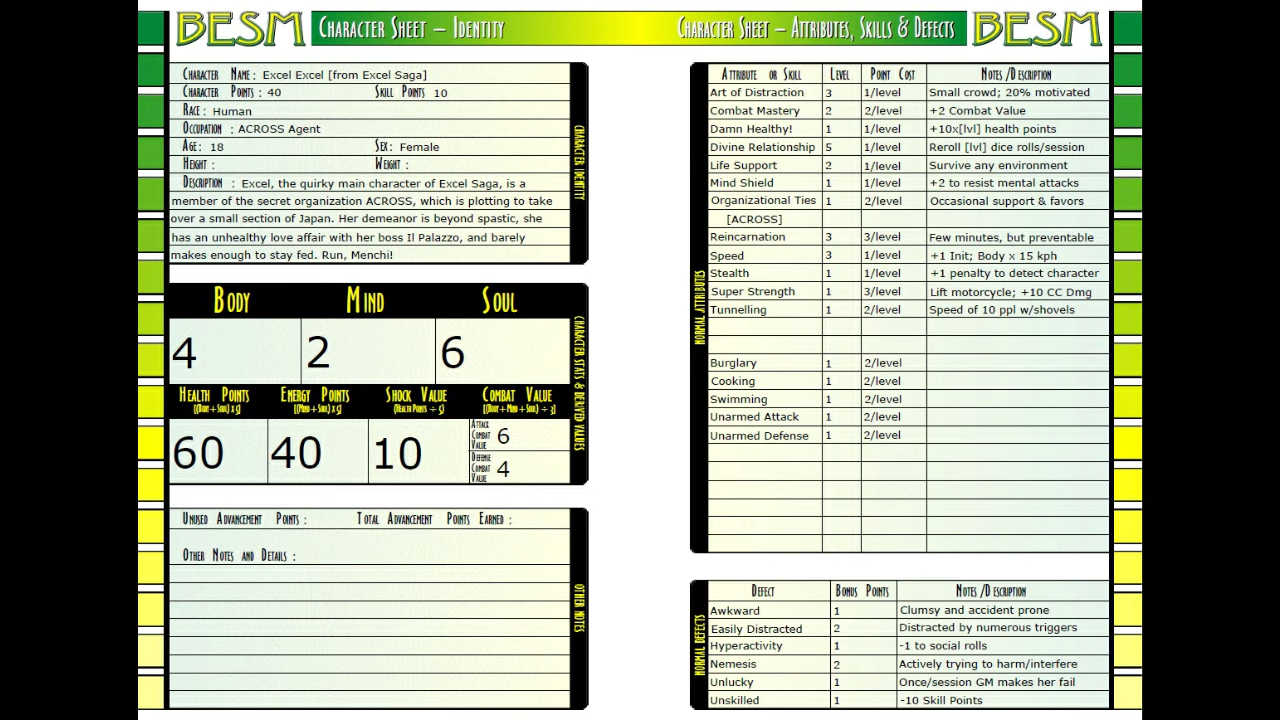 BESM CHARACTER SHEET – IDENTITY
CHARACTER SHEET – ATTRIBUTES, SKILLS & DEFECTS BESM
CHARACTER NAME: Excel Excel [from Excel Saga]
CHARACTER POINTS: 40 SKILL POINTS 10
RACE: Human
OCCUPATION: ACROSS Agent
AGE: 18 SEX: Female
HEIGHT: WEIGHT:
DESCRIPTION: Excel, the quirky main character of Excel Saga, is a
member of the secret organization ACROSS, which is plotting to take
over a small section of Japan. Her demeanor is beyond spastic, she
has an unhealthy love affair with her boss Il Palazzo, and barely
makes enough to stay fed. Run, Menchi!
CHARACTER IDENTITY
BODY MIND SOUL
4 2 6
HEALTH POINTS ENERGY POINTS SHOCK VALUE COMBAT VALUE
[(BODY+SOUL) x 5] [(MIND+SOUL) x 5] (HEALTH POINTS ÷ 5) [(BODY+MIND+SOUL) ÷ 3]
60 40 10
ATTACK COMBAT VALUE 6
DEFENSE COMBAT VALUE 4
CHARACTER STATS & DERIVED VALUES
UNUSED ADVANCEMENT POINTS: TOTAL ADVANCEMENT POINTS EARNED:
OTHER NOTES AND DETAILS:
OTHER NOTES
ATTRIBUTE OR SKILL LEVEL POINT COST NOTES/DESCRIPTION
Art of Distraction 3 1/level Small crowd; 20% motivated
Combat Mastery 2 2/level +2 Combat Value
Damn Healthy! 1 1/level +10x[lvl] health points
Divine Relationship 5 1/level Reroll [lvl] dice rolls/session
Life Support 2 1/level Survive any environment
Mind Shield 1 1/level +2 to resist mental attacks
Organizational Ties 1 2/level Occasional support & favors
[ACROSS]
Reincarnation 3 3/level Few minutes, but preventable
Speed 3 1/level +1 Init; Body x 15 kph
Stealth 1 1/level +1 penalty to detect character
Super Strength 1 3/level Lift motorcycle; +10 CC Dmg
Tunnelling 1 2/level Speed of 10 ppl w/shovels
Burglary 1 2/level
Cooking 1 2/level
Swimming 1 2/level
Unarmed Attack 1 2/level
Unarmed Defense 1 2/level
NORMAL ATTRIBUTES
DEFECT BONUS POINTS NOTES/DESCRIPTION
Awkward 1 Clumsy and accident prone
Easily Distracted 2 Distracted by numerous triggers
Hyperactivity 1 -1 to social rolls
Nemesis 2 Actively trying to harm/interfere
Unlucky 1 Once/session GM makes her fail
Unskilled 1 -10 Skill Points
NORMAL DEFECTS